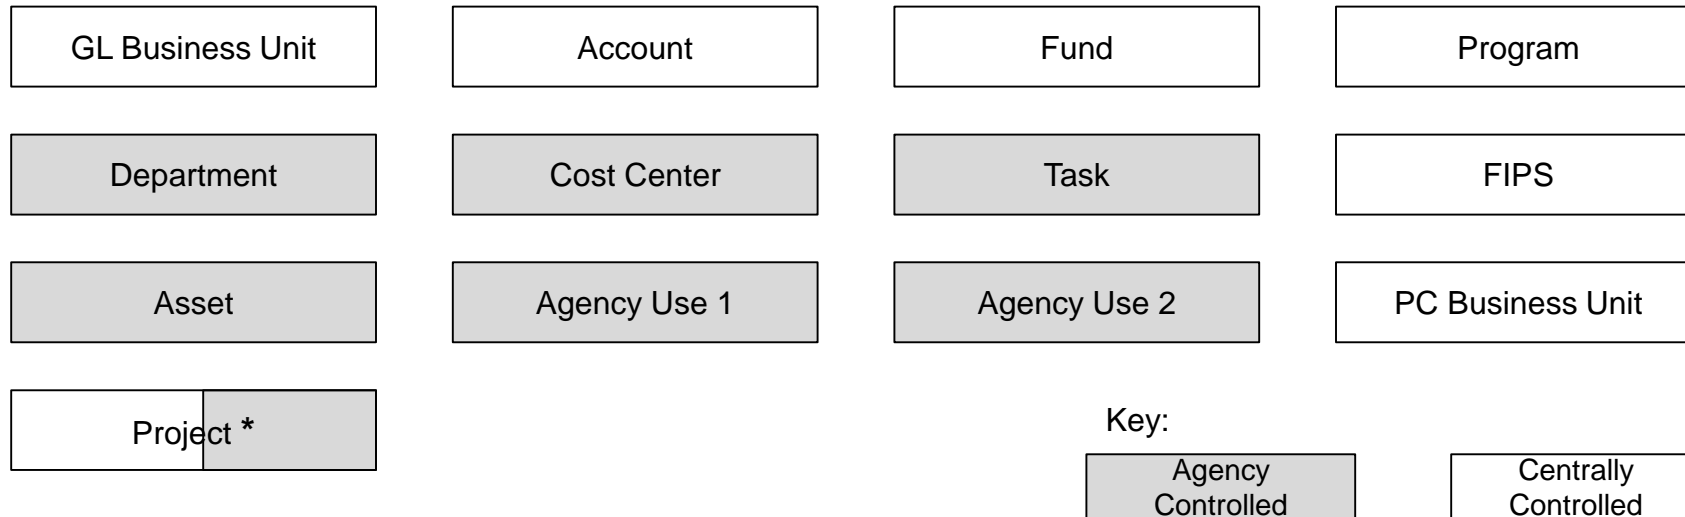 GL Business Unit
Account
Fund
Program
Department
Cost Center
Task
FIPS
Asset
Agency Use 1
Agency Use 2
PC Business Unit
Project *
Key:
Agency
Controlled
Centrally
Controlled